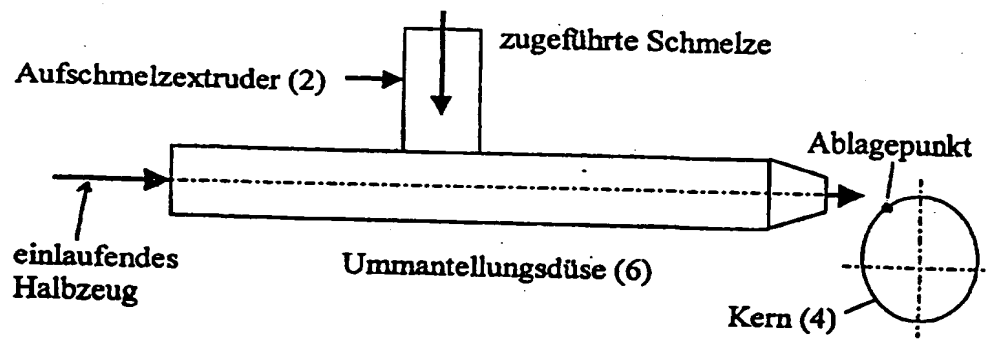 zugeführte Schmelze
Aufschmelzextruder (2)
Ablagepunkt
einlaufendes
Halbzeug
Ummantellungsdüse (6)
Kern (4)